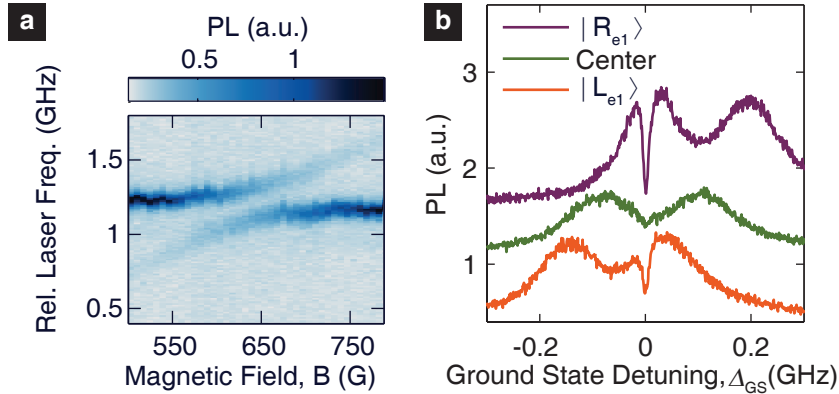 a
PL (a.u.)
0.5 1
Rel. Laser Freq. (GHz)
1.5
1
0.5
550 650 750
Magnetic Field, B (G)
b
| R_e1 ⟩
Center
| L_e1 ⟩
PL (a.u.)
3
2
1
-0.2 0 0.2
Ground State Detuning, Δ_GS (GHz)